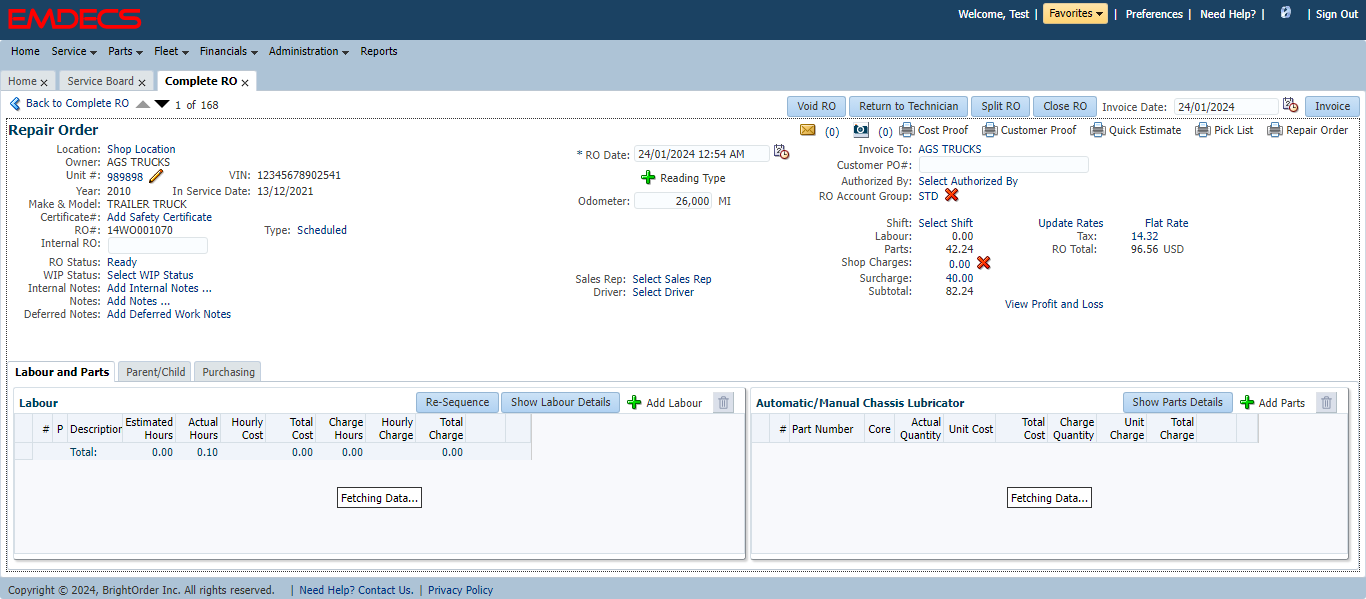 EMDECS
Welcome, Test | Favorites | Preferences | Need Help? | | Sign Out
Home Service Parts Fleet Financials Administration Reports
Home Service Board Complete RO
Back to Complete RO 1 of 168 Void RO Return to Technician Split RO Close RO Invoice Date: 24/01/2024 Invoice
Repair Order (0) (0) Cost Proof Customer Proof Quick Estimate Pick List Repair Order
Location: Shop Location
Owner: AGS TRUCKS
Unit #: 989898 VIN: 12345678902541
Year: 2010 In Service Date: 13/12/2021
Make & Model: TRAILER TRUCK
Certificate#: Add Safety Certificate
RO#: 14WO001070 Type: Scheduled
Internal RO:
RO Status: Ready
WIP Status: Select WIP Status
Internal Notes: Add Internal Notes ...
Notes: Add Notes ...
Deferred Notes: Add Deferred Work Notes
* RO Date: 24/01/2024 12:54 AM
Reading Type
Odometer: 26,000 MI
Sales Rep: Select Sales Rep
Driver: Select Driver
Invoice To: AGS TRUCKS
Customer PO#:
Authorized By: Select Authorized By
RO Account Group: STD
Shift: Select Shift Update Rates Flat Rate
Labour: 0.00 Tax: 14.32
Parts: 42.24 RO Total: 96.56 USD
Shop Charges: 0.00
Surcharge: 40.00
Subtotal: 82.24
View Profit and Loss
Labour and Parts Parent/Child Purchasing
Labour Re-Sequence Show Labour Details Add Labour
# P Description Estimated Hours Actual Hours Hourly Cost Total Cost Charge Hours Hourly Charge Total Charge
Total: 0.00 0.10 0.00 0.00 0.00
Fetching Data...
Automatic/Manual Chassis Lubricator Show Parts Details Add Parts
# Part Number Core Actual Quantity Unit Cost Total Cost Charge Quantity Unit Charge Total Charge
Fetching Data...
Copyright © 2024, BrightOrder Inc. All rights reserved. | Need Help? Contact Us. | Privacy Policy